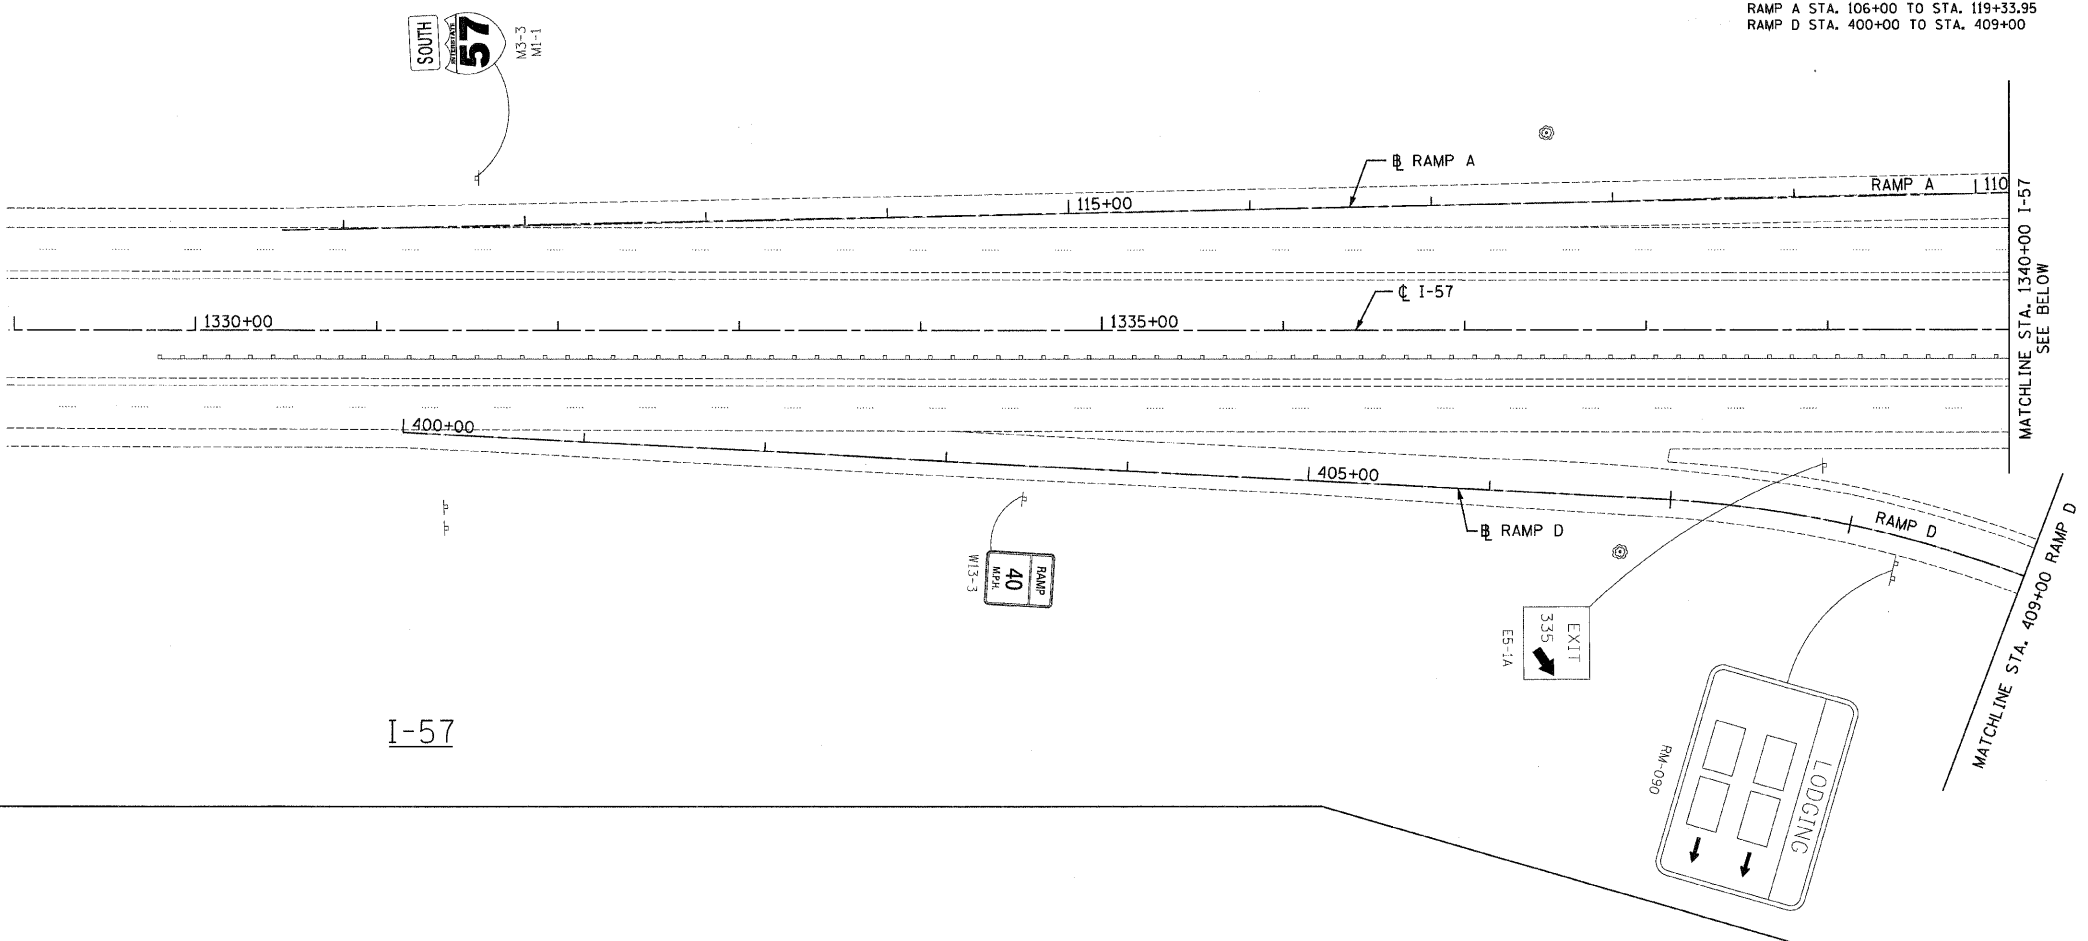 RAMP A STA. 106+00 TO STA. 119+33.95
RAMP D STA. 400+00 TO STA. 409+00
SOUTH
INTERSTATE
57
M3-3
M1-1
℄ RAMP A
RAMP A
110
115+00
MATCHLINE STA. 1340+00 I-57
SEE BELOW
℄ I-57
1330+00
1335+00
400+00
405+00
RAMP D
BL RAMP D
RAMP
40
M.P.H.
W13-3
EXIT
335
E5-1A
MATCHLINE STA. 409+00 RAMP D
I-57
LODGING
RM-090